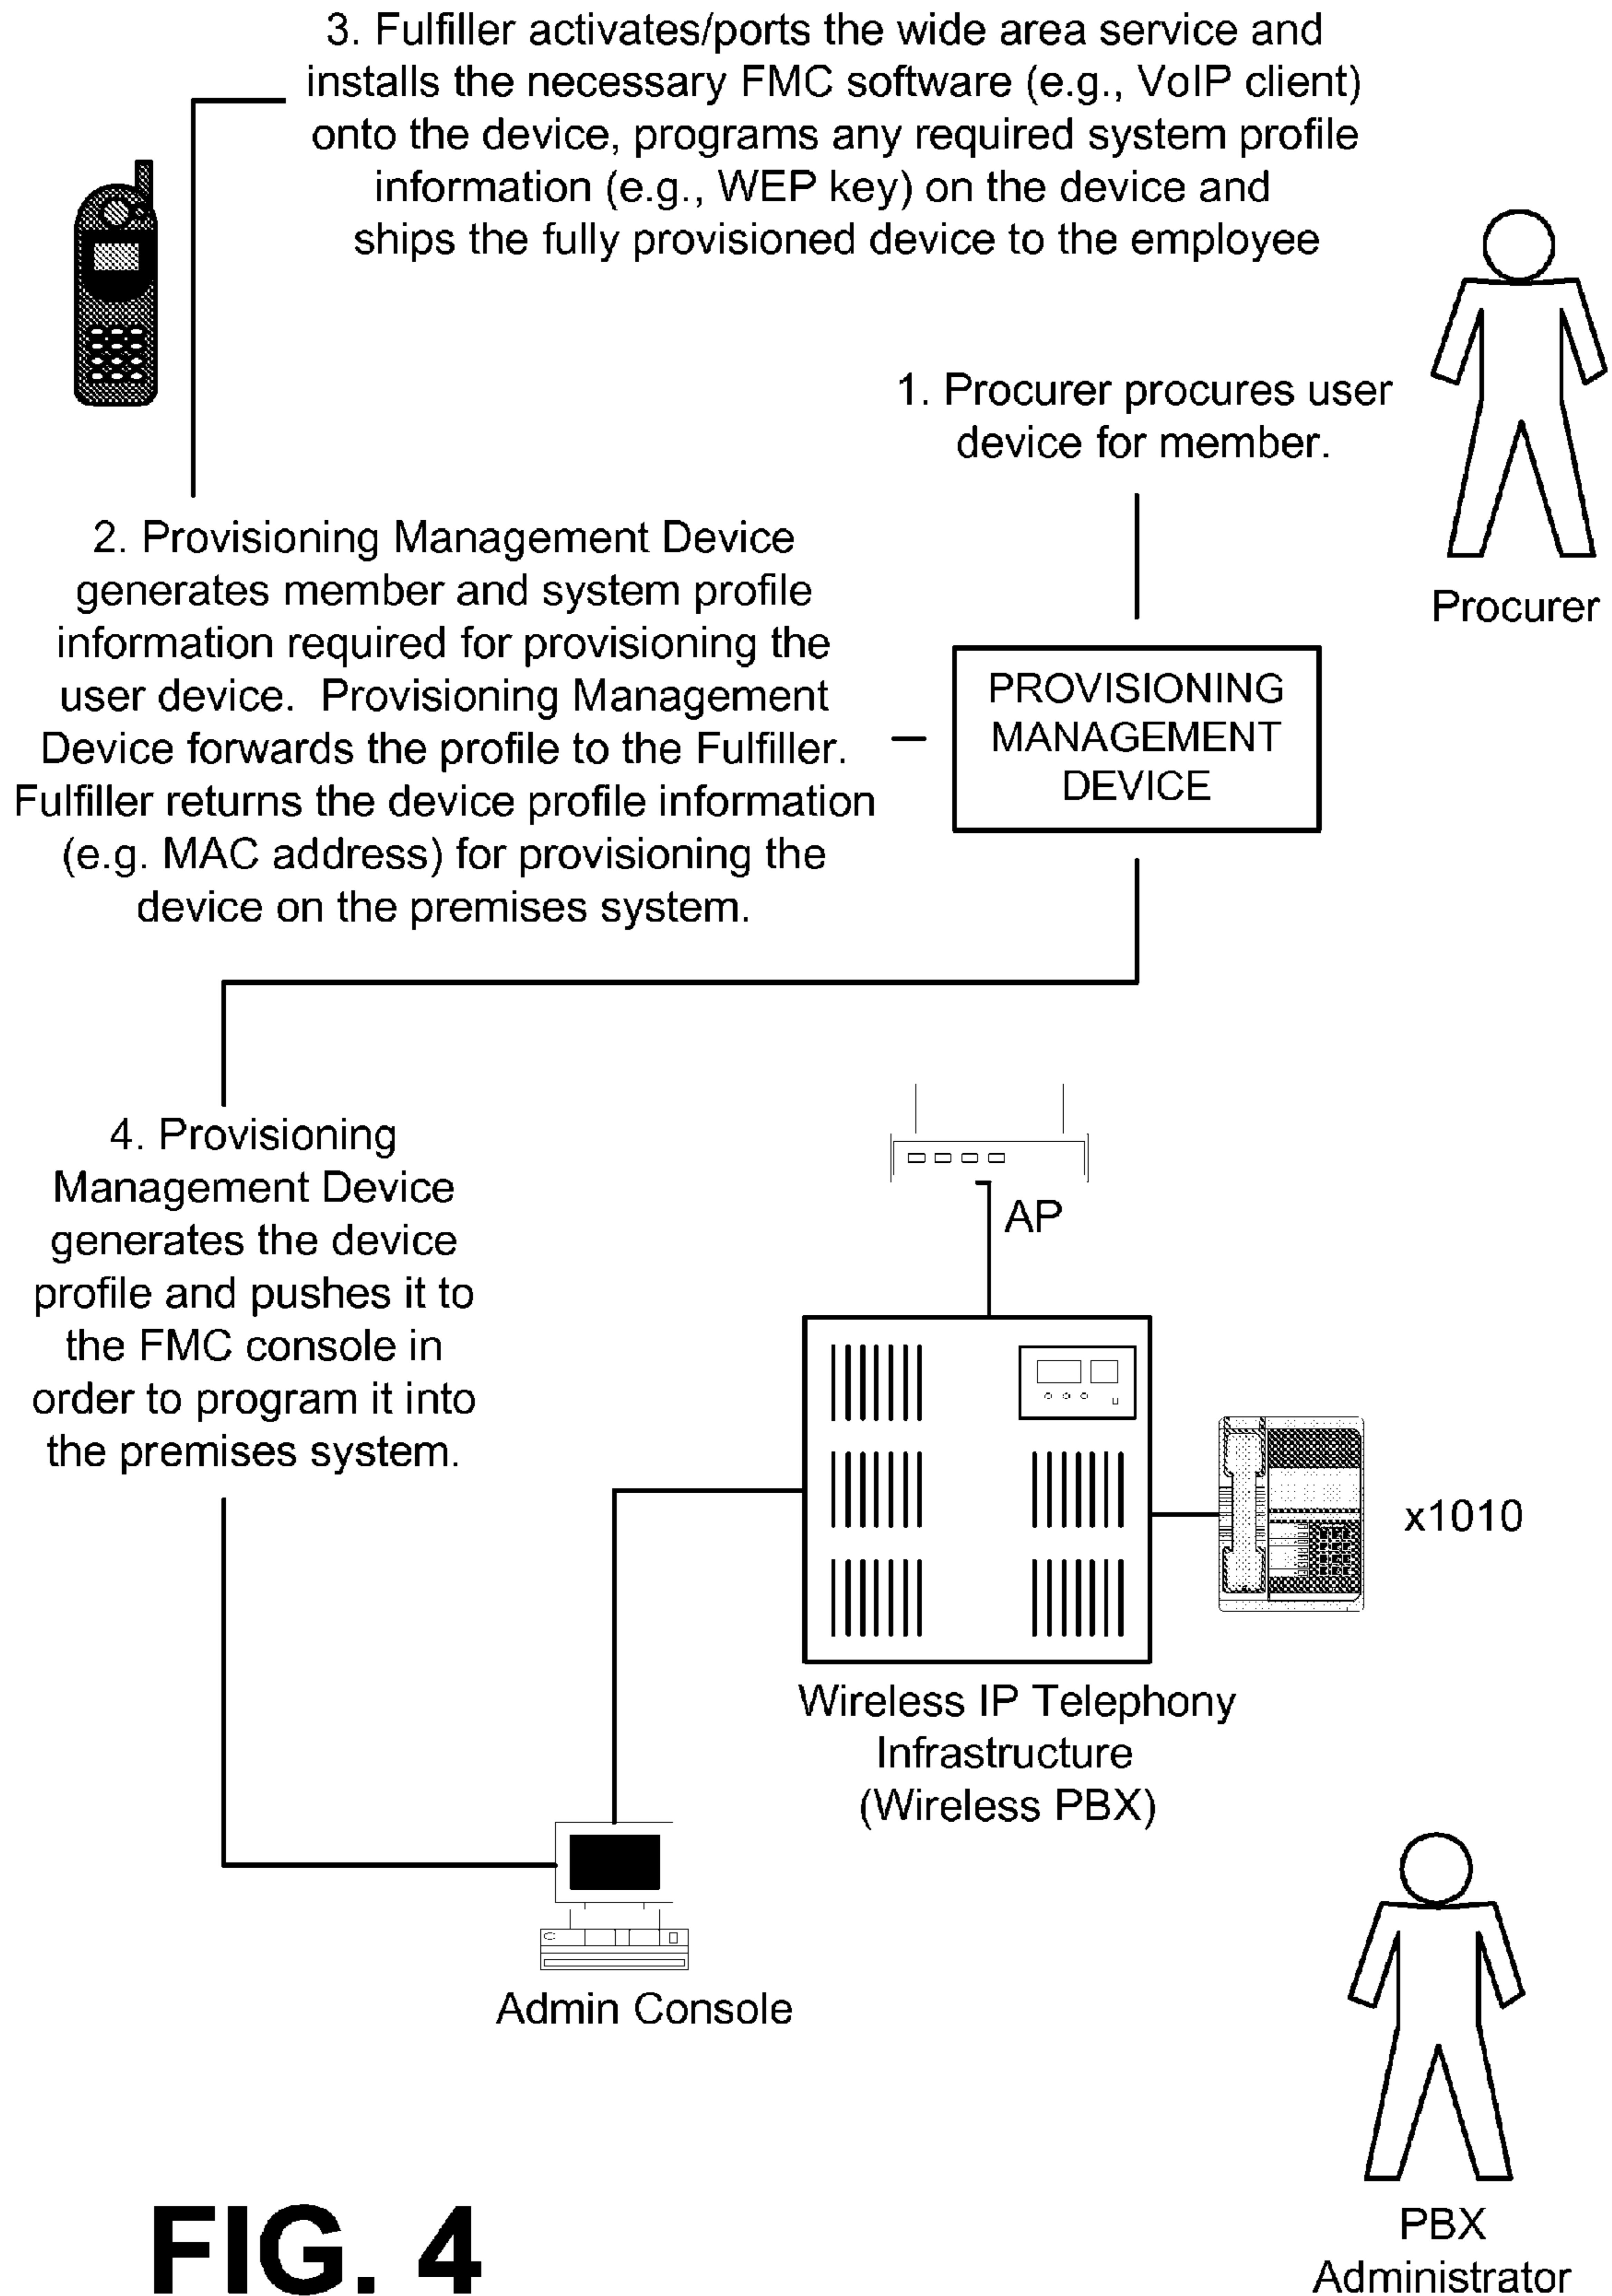 3. Fulfiller activates/ports the wide area service and
installs the necessary FMC software (e.g., VoIP client)
onto the device, programs any required system profile
information (e.g., WEP key) on the device and
ships the fully provisioned device to the employee
1. Procurer procures user
device for member.
Procurer
2. Provisioning Management Device
generates member and system profile
information required for provisioning the
user device.  Provisioning Management
Device forwards the profile to the Fulfiller.
Fulfiller returns the device profile information
(e.g. MAC address) for provisioning the
device on the premises system.
PROVISIONING
MANAGEMENT
DEVICE
4. Provisioning
Management Device
generates the device
profile and pushes it to
the FMC console in
order to program it into
the premises system.
AP
x1010
Wireless IP Telephony
Infrastructure
(Wireless PBX)
Admin Console
PBX
Administrator
FIG. 4